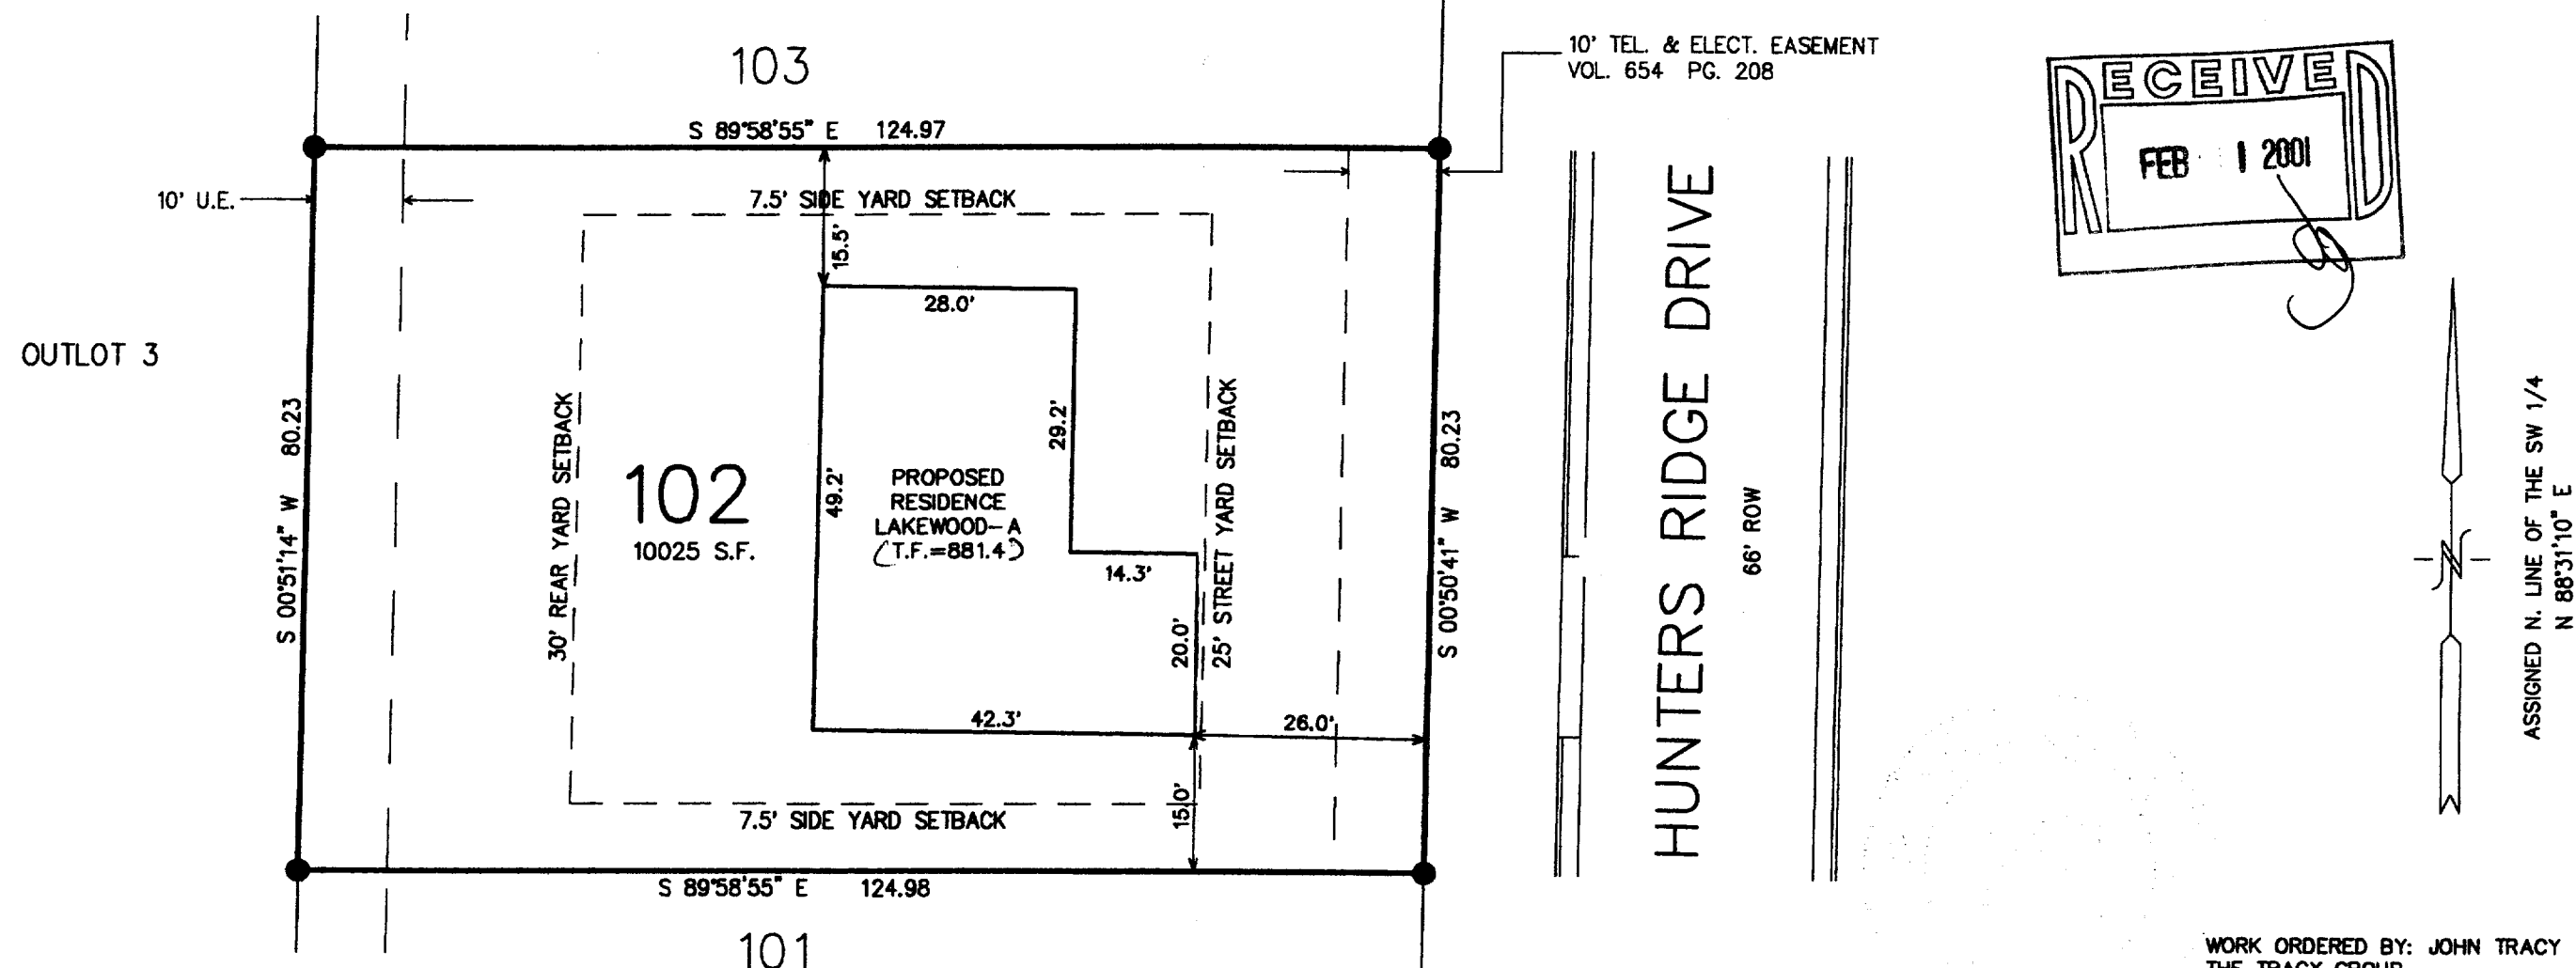 103
10' TEL. & ELECT. EASEMENT
VOL. 654 PG. 208
RECEIVED
FEB 1 2001
S 89°58'55" E 124.97
10' U.E.
7.5' SIDE YARD SETBACK
15.5'
28.0'
OUTLOT 3
S 00°51'14" W 80.23
30' REAR YARD SETBACK
102
10025 S.F.
49.2'
PROPOSED
RESIDENCE
LAKEWOOD-A
(T.F.=881.4)
29.2'
14.3'
20.0'
25' STREET YARD SETBACK
S 00°50'41" W 80.23
HUNTERS RIDGE DRIVE
66' ROW
N
ASSIGNED N. LINE OF THE SW 1/4
N 88°31'10" E
42.3'
26.0'
15.0'
7.5' SIDE YARD SETBACK
S 89°58'55" E 124.98
101
WORK ORDERED BY: JOHN TRACY
THE TRACY GROUP